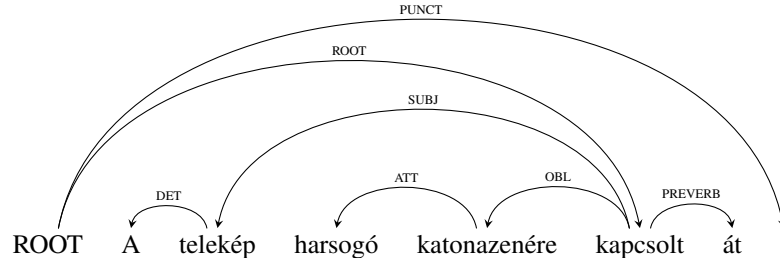 PUNCT
ROOT
SUBJ
DET
ATT
OBL
PREVERB
ROOT A telekép harsogó katonazenére kapcsolt át